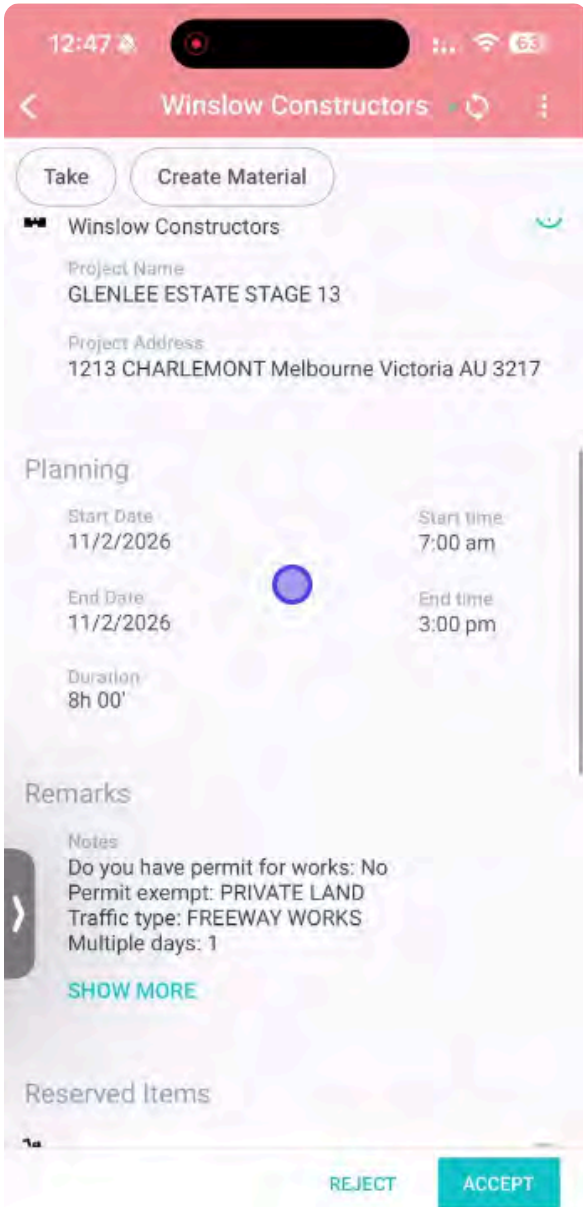 12:47
63
Winslow Constructors
Take
Create Material
Winslow Constructors
Project Name
GLENLEE ESTATE STAGE 13
Project Address
1213 CHARLEMONT Melbourne Victoria AU 3217
Planning
Start Date
Start time
11/2/2026
7:00 am
End Date
End time
11/2/2026
3:00 pm
Duration
8h 00'
Remarks
Notes
Do you have permit for works: No
Permit exempt: PRIVATE LAND
Traffic type: FREEWAY WORKS
Multiple days: 1
SHOW MORE
Reserved Items
REJECT
ACCEPT